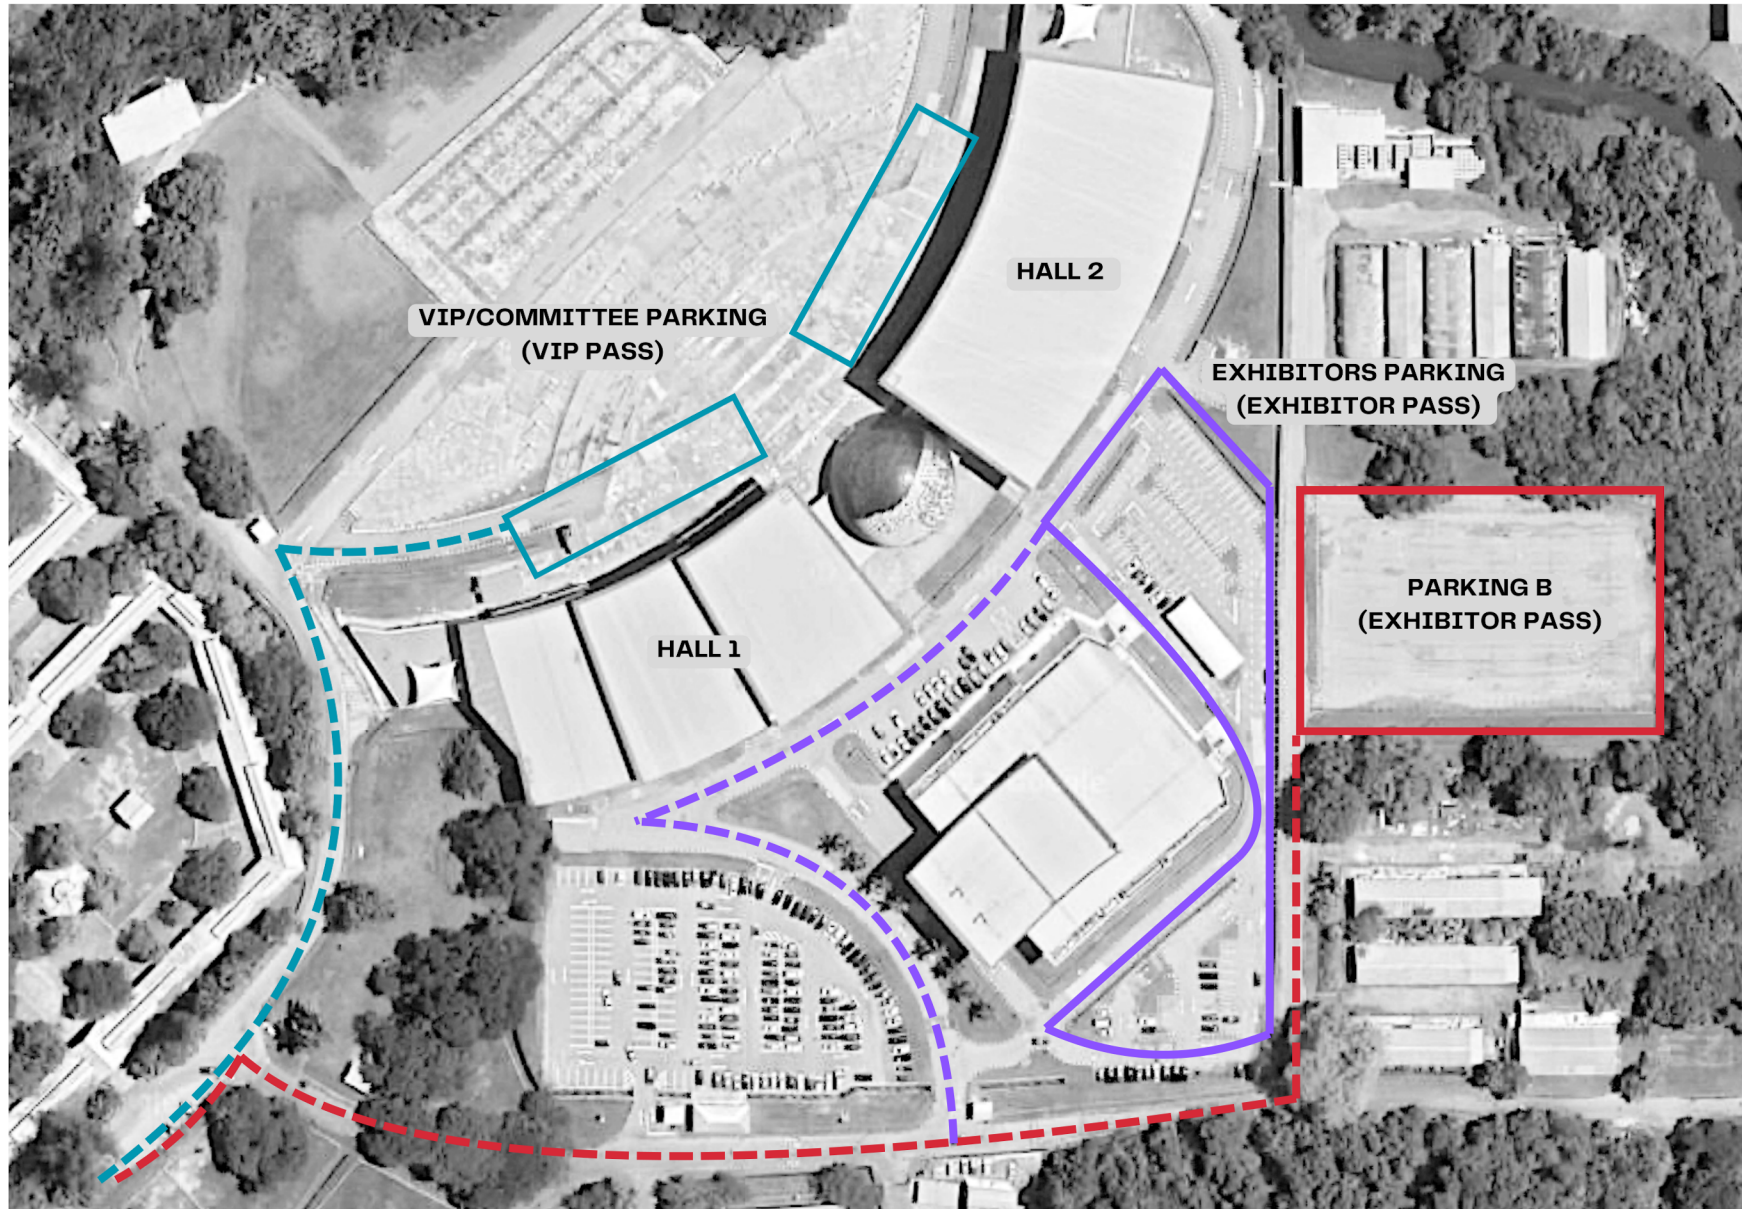 HALL 2
VIP/COMMITTEE PARKING
(VIP PASS)
EXHIBITORS PARKING
(EXHIBITOR PASS)
PARKING B
(EXHIBITOR PASS)
HALL 1